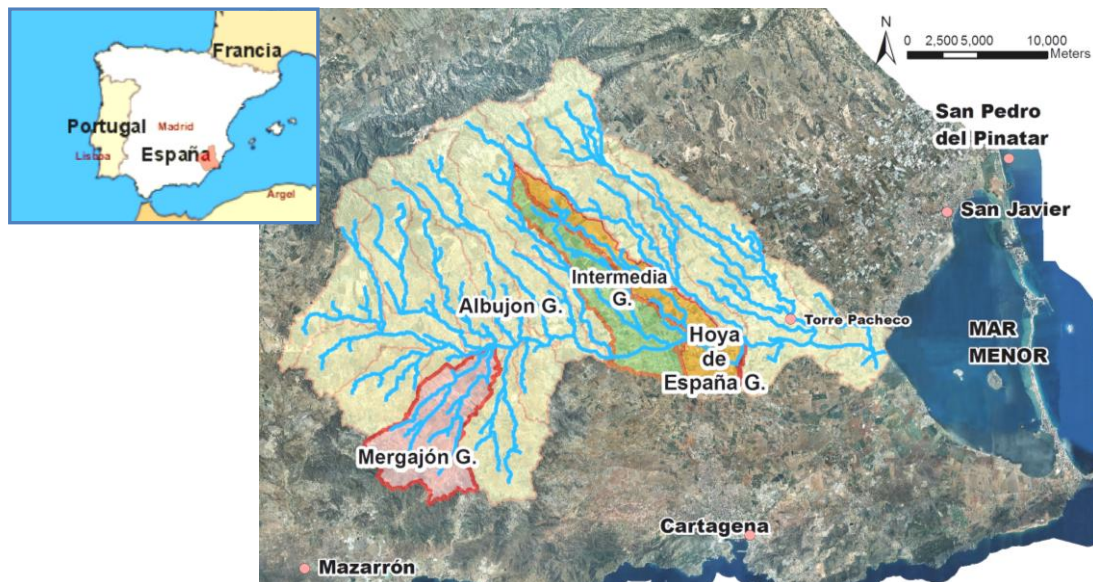 Francia
Portugal
Madrid
Lisboa
España
Argel
N
0 2,500 5,000 10,000
Meters
San Pedro
del Pinatar
San Javier
Intermedia
G.
Albujon G.
Torre Pacheco
Hoya
de
España G.
MAR
MENOR
Mergajón G.
Cartagena
Mazarrón